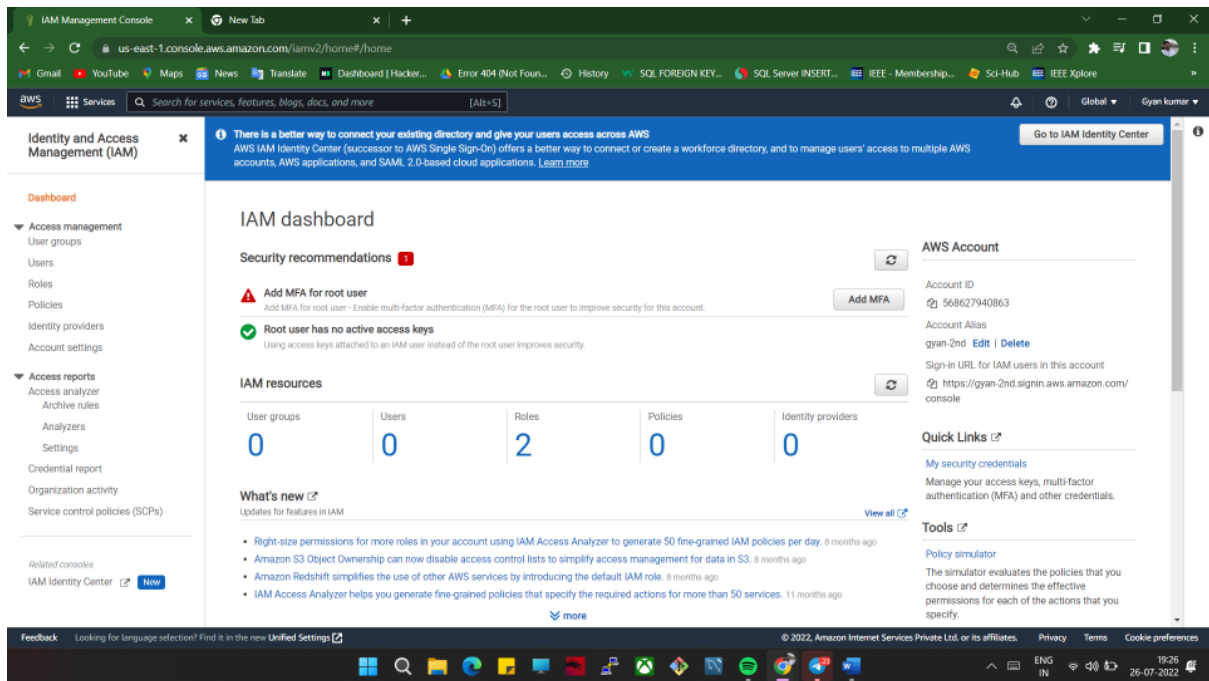 IAM Management Console
New Tab
us-east-1.console.aws.amazon.com/iamv2/home#/home
Gmail YouTube Maps News Translate Dashboard | Hacker... Error 404 (Not Foun... History SQL FOREIGN KEY... SQL Server INSERT... IEEE - Membership... Sci-Hub IEEE Xplore »
aws Services Search for services, features, blogs, docs, and more [Alt+S] Global Gyan kumar
Identity and Access
Management (IAM)
Dashboard
Access management
User groups
Users
Roles
Policies
Identity providers
Account settings
Access reports
Access analyzer
Archive rules
Analyzers
Settings
Credential report
Organization activity
Service control policies (SCPs)
Related consoles
IAM Identity Center New
There is a better way to connect your existing directory and give your users access across AWS
AWS IAM Identity Center (successor to AWS Single Sign-On) offers a better way to connect or create a workforce directory, and to manage users' access to multiple AWS
accounts, AWS applications, and SAML 2.0-based cloud applications. Learn more
Go to IAM Identity Center
IAM dashboard
Security recommendations 1
Add MFA for root user
Add MFA for root user - Enable multi-factor authentication (MFA) for the root user to improve security for this account.
Add MFA
Root user has no active access keys
Using access keys attached to an IAM user instead of the root user improves security.
IAM resources
User groups Users Roles Policies Identity providers
0 0 2 0 0
What's new
Updates for features in IAM
View all
• Right-size permissions for more roles in your account using IAM Access Analyzer to generate 50 fine-grained IAM policies per day. 8 months ago
• Amazon S3 Object Ownership can now disable access control lists to simplify access management for data in S3. 8 months ago
• Amazon Redshift simplifies the use of other AWS services by introducing the default IAM role. 8 months ago
• IAM Access Analyzer helps you generate fine-grained policies that specify the required actions for more than 50 services. 11 months ago
more
AWS Account
Account ID
568627940863
Account Alias
gyan-2nd Edit | Delete
Sign-in URL for IAM users in this account
https://gyan-2nd.signin.aws.amazon.com/
console
Quick Links
My security credentials
Manage your access keys, multi-factor
authentication (MFA) and other credentials.
Tools
Policy simulator
The simulator evaluates the policies that you
choose and determines the effective
permissions for each of the actions that you
specify.
Feedback Looking for language selection? Find it in the new Unified Settings © 2022, Amazon Internet Services Private Ltd. or its affiliates. Privacy Terms Cookie preferences
ENG
IN
19:26
26-07-2022